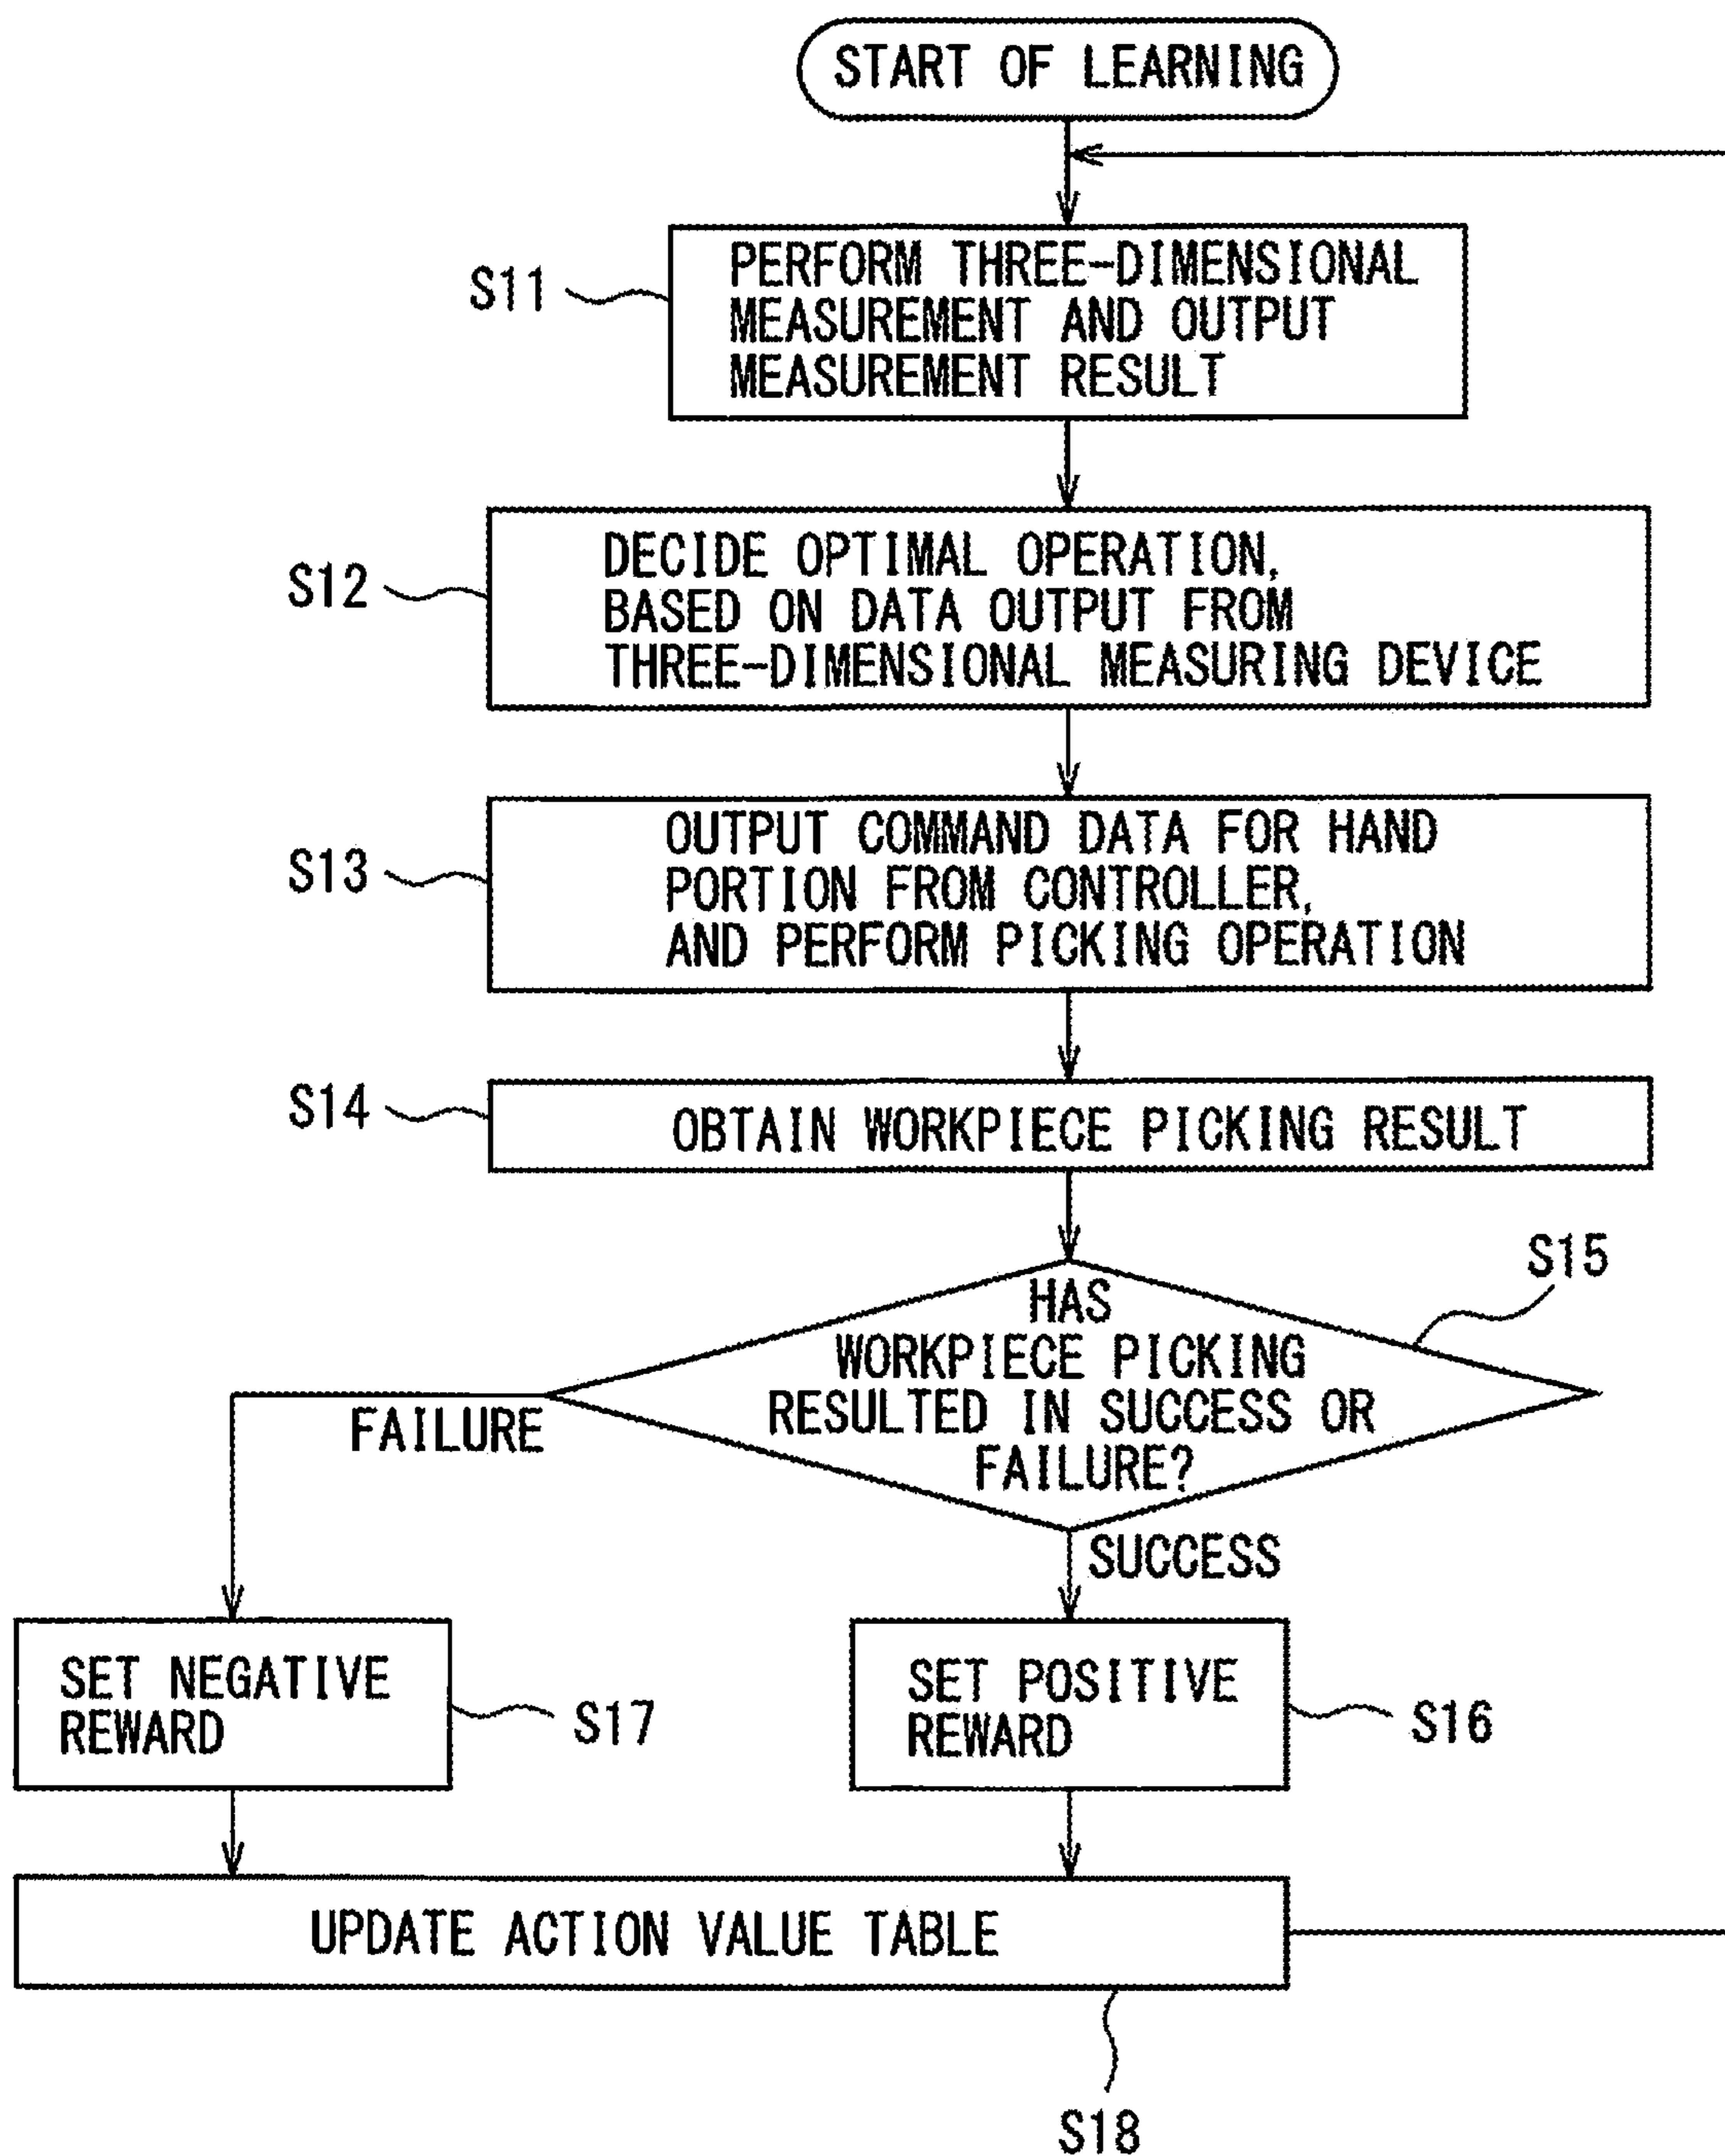 START OF LEARNING
S11
PERFORM THREE-DIMENSIONAL
MEASUREMENT AND OUTPUT
MEASUREMENT RESULT
S12
DECIDE OPTIMAL OPERATION,
BASED ON DATA OUTPUT FROM
THREE-DIMENSIONAL MEASURING DEVICE
S13
OUTPUT COMMAND DATA FOR HAND
PORTION FROM CONTROLLER,
AND PERFORM PICKING OPERATION
S14
OBTAIN WORKPIECE PICKING RESULT
S15
HAS
WORKPIECE PICKING
RESULTED IN SUCCESS OR
FAILURE?
FAILURE
SUCCESS
SET NEGATIVE
REWARD
S17
SET POSITIVE
REWARD
S16
UPDATE ACTION VALUE TABLE
S18